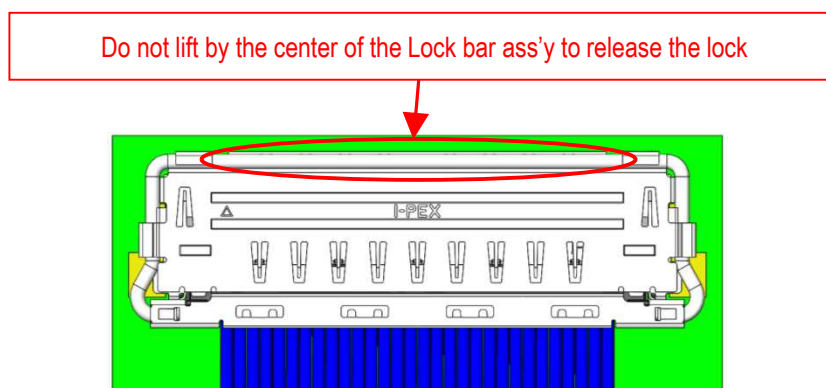 Do not lift by the center of the Lock bar ass'y to release the lock
I-PEX